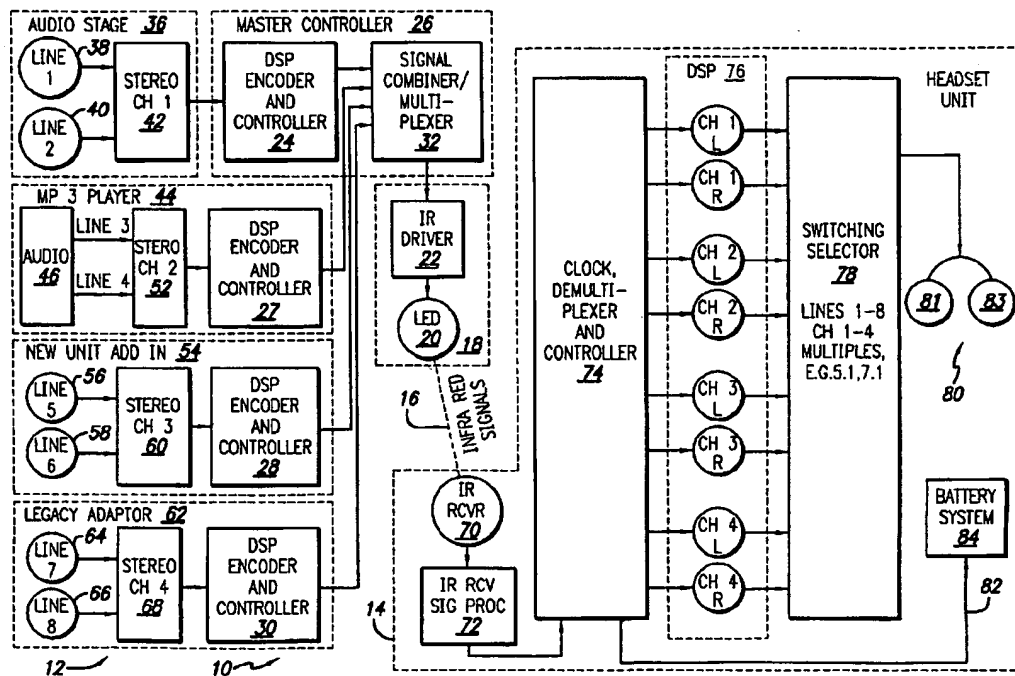 AUDIO STAGE 36
LINE 1
38
LINE 2
40
STEREO
CH 1
42
MASTER CONTROLLER 26
DSP
ENCODER
AND
CONTROLLER
24
SIGNAL
COMBINER/
MULTI-
PLEXER
32
MP 3 PLAYER 44
AUDIO
46
LINE 3
LINE 4
STEREO
CH 2
52
DSP
ENCODER
AND
CONTROLLER
27
IR
DRIVER
22
LED
20
18
NEW UNIT ADD IN 54
LINE
5
56
LINE
6
58
STEREO
CH 3
60
DSP
ENCODER
AND
CONTROLLER
28
16
INFRA RED
SIGNALS
LEGACY ADAPTOR 62
LINE
7
64
LINE
8
66
STEREO
CH 4
68
DSP
ENCODER
AND
CONTROLLER
30
12
10
IR
RCVR
70
IR RCV
SIG PROC
72
14
CLOCK,
DEMULTI-
PLEXER
AND
CONTROLLER
74
DSP 76
CH 1
L
CH 1
R
CH 2
L
CH 2
R
CH 3
L
CH 3
R
CH 4
L
CH 4
R
SWITCHING
SELECTOR
78
LINES 1-8
CH 1-4
MULTIPLES,
E.G.5.1,7.1
HEADSET
UNIT
81
83
80
BATTERY
SYSTEM
84
82